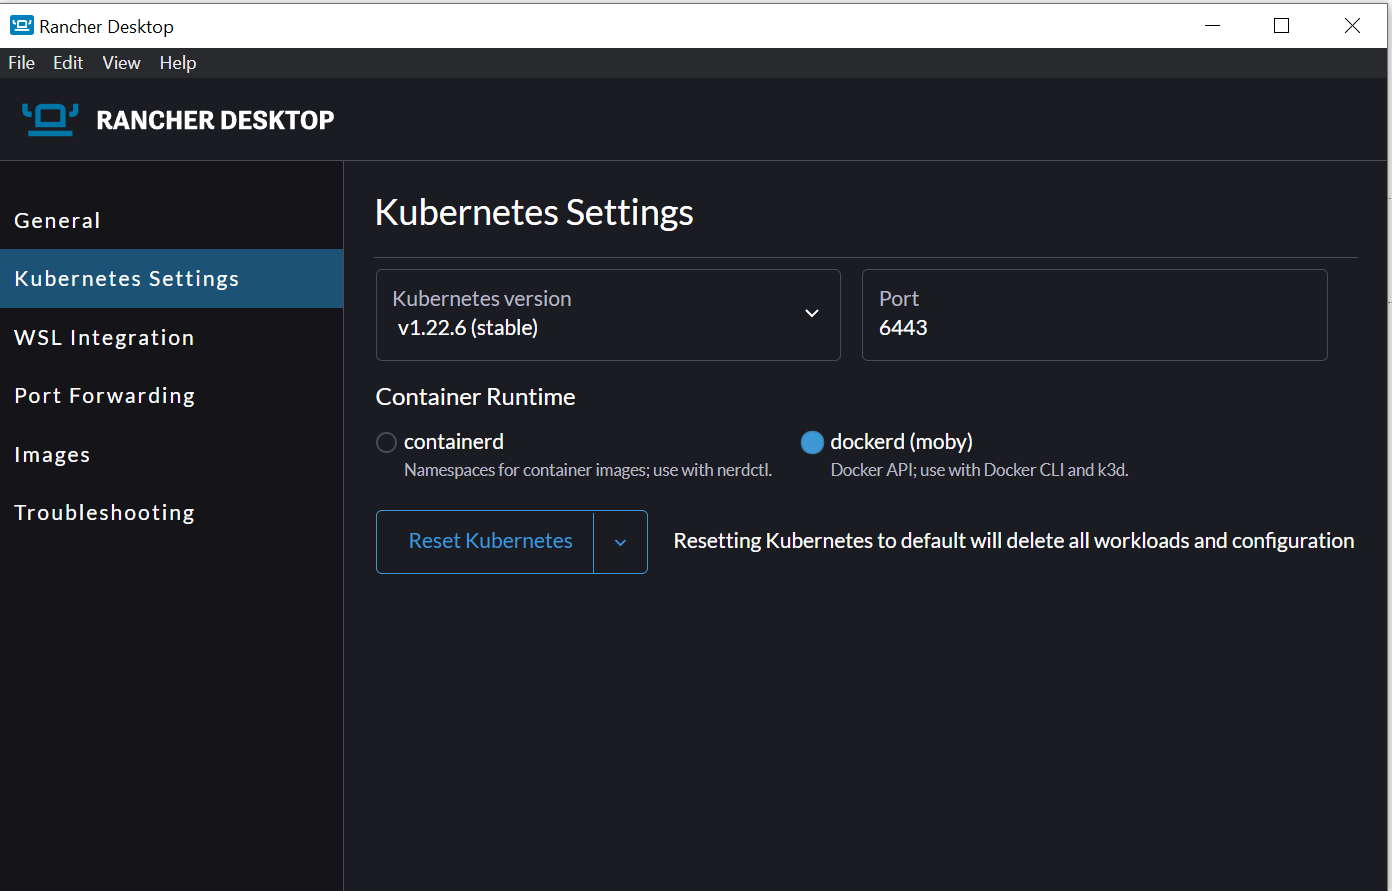 Rancher Desktop
File Edit View Help
RANCHER DESKTOP
General
Kubernetes Settings
WSL Integration
Port Forwarding
Images
Troubleshooting
Kubernetes Settings
Kubernetes version
v1.22.6 (stable)
Port
6443
Container Runtime
containerd
Namespaces for container images; use with nerdctl.
dockerd (moby)
Docker API; use with Docker CLI and k3d.
Reset Kubernetes
Resetting Kubernetes to default will delete all workloads and configuration